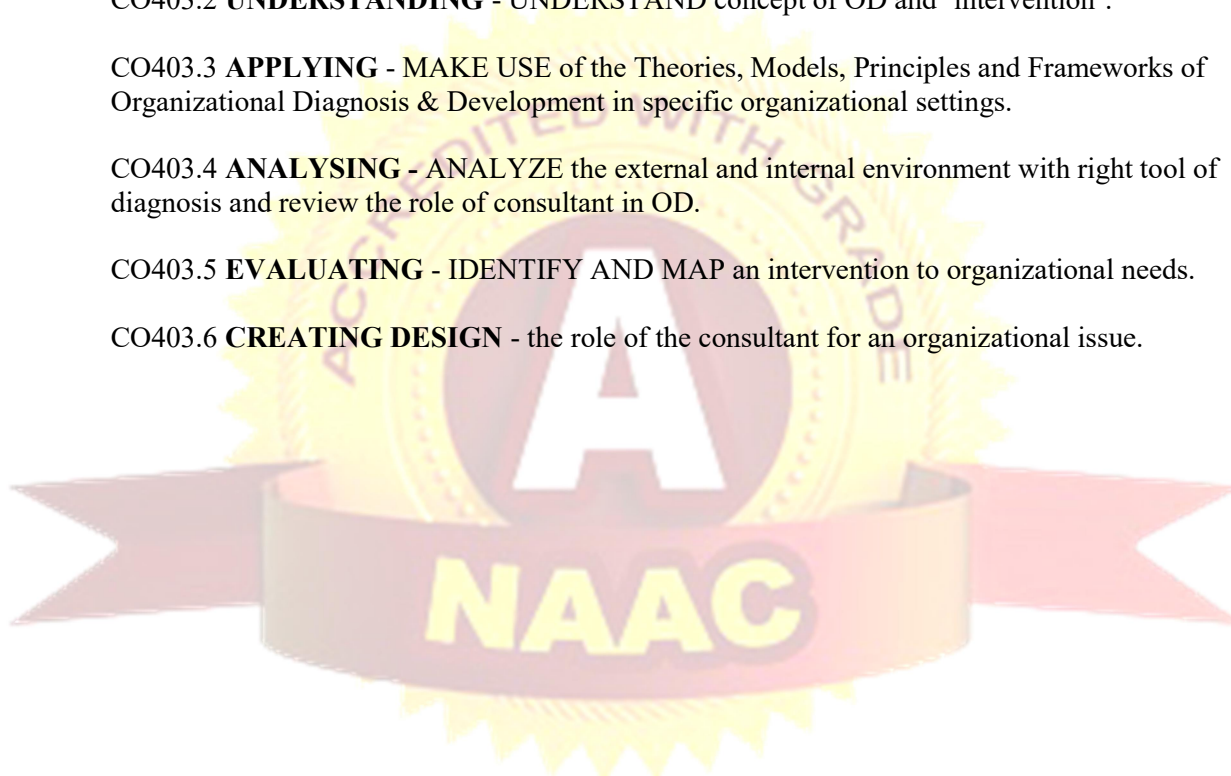 CO403.2 UNDERSTANDING - UNDERSTAND concept of OD and "intervention".
CO403.3 APPLYING - MAKE USE of the Theories, Models, Principles and Frameworks of
Organizational Diagnosis & Development in specific organizational settings.
CO403.4 ANALYSING - ANALYZE the external and internal environment with right tool of
diagnosis and review the role of consultant in OD.
CO403.5 EVALUATING - IDENTIFY AND MAP an intervention to organizational needs.
CO403.6 CREATING DESIGN - the role of the consultant for an organizational issue.
ACCREDITED WITH GRADE
A
NAAC